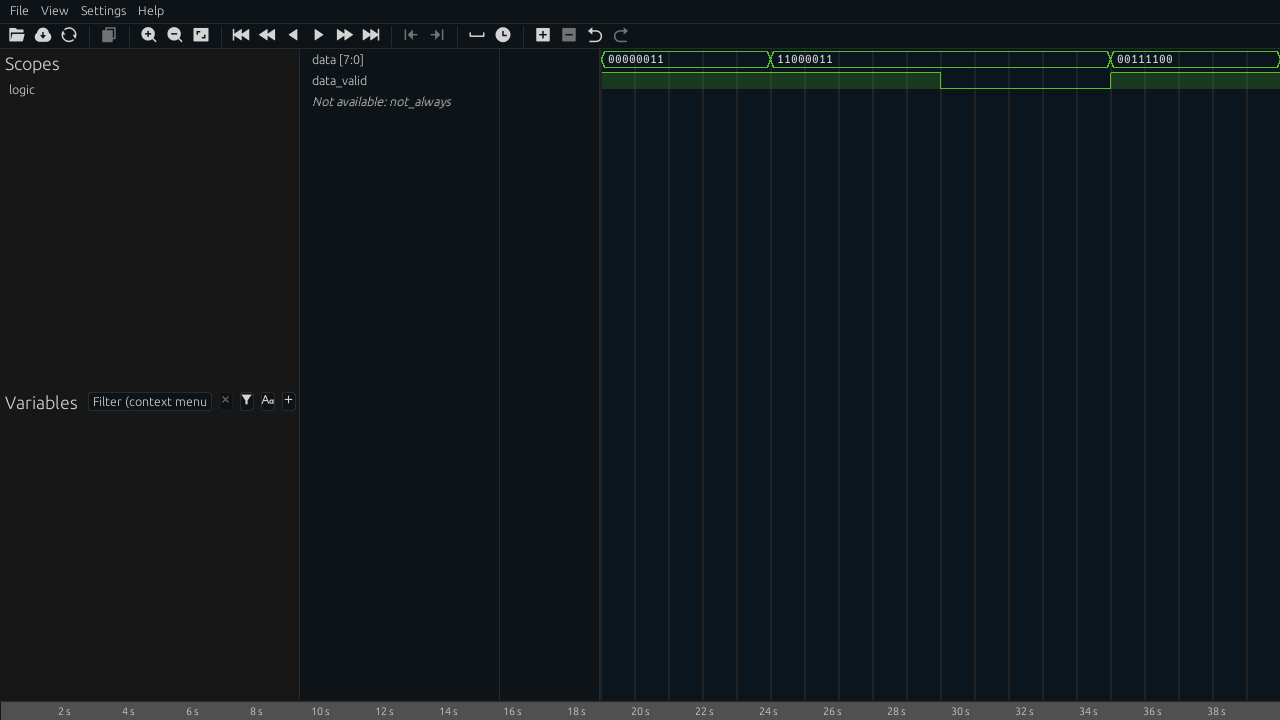 File View Settings Help
Scopes
logic
data [7:0]
data_valid
Not available: not_always
00000011 11000011 00111100
Variables Filter (context menu
2 s 4 s 6 s 8 s 10 s 12 s 14 s 16 s 18 s 20 s 22 s 24 s 26 s 28 s 30 s 32 s 34 s 36 s 38 s